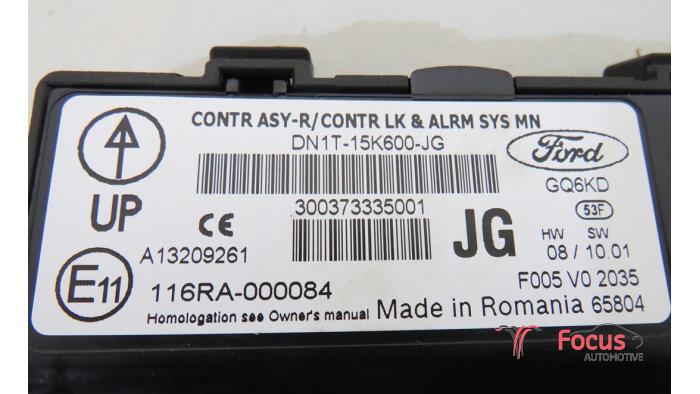 CONTR ASY-R/CONTR LK & ALRM SYS MN
DN1T-15K600-JG
Ford
GQ6KD
UP
CE
300373335001
JG
53F
HW SW
08 / 10.01
A13209261
E11
116RA-000084
F005 V0 2035
Homologation see Owner's manual
Made in Romania 65804
Focus
AUTOMOTIVE